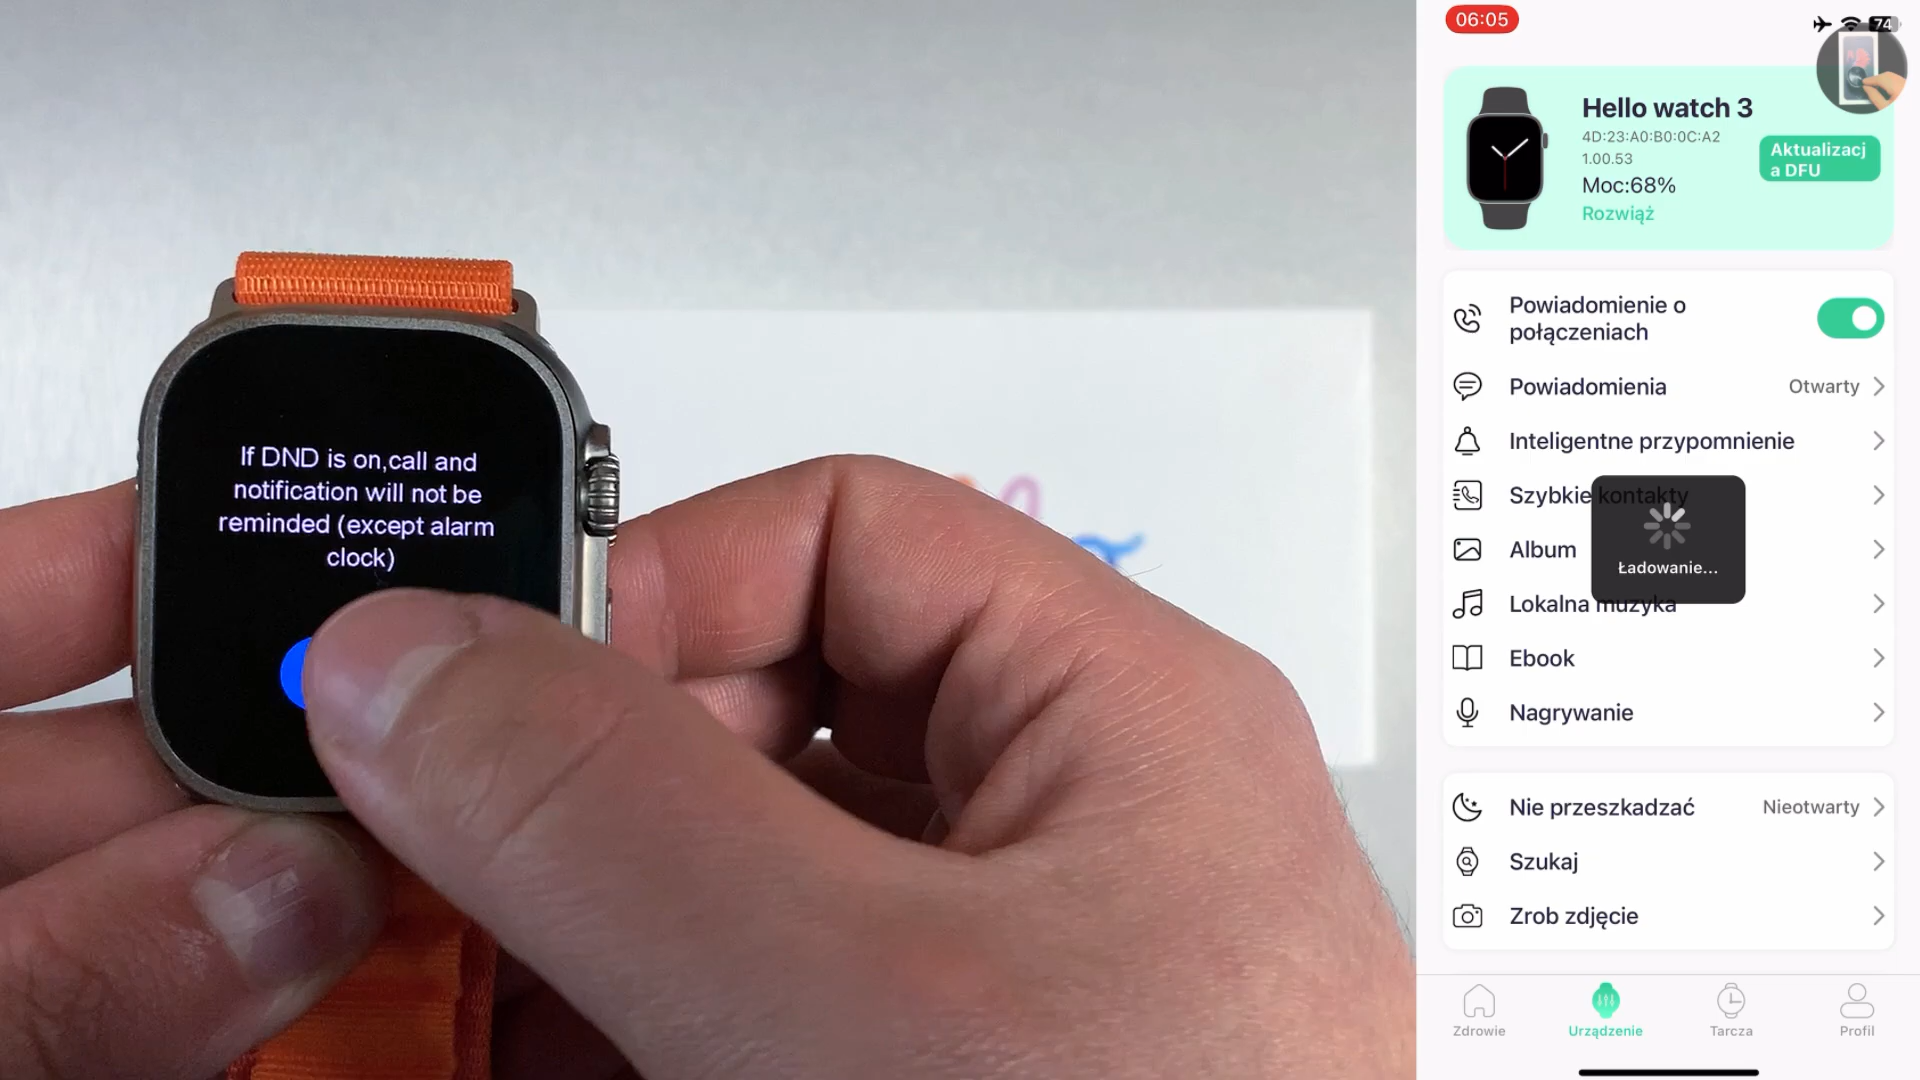 If DND is on,call and
notification will not be
reminded (except alarm
clock)
06:05
74
Hello watch 3
4D:23:A0:B0:0C:A2
1.00.53
Moc:68%
Rozwiąż
Aktualizacj
a DFU
Powiadomienie o
połączeniach
Powiadomienia
Otwarty
Inteligentne przypomnienie
Szybkie kontakty
Album
Ładowanie...
Lokalna muzyka
Ebook
Nagrywanie
Nie przeszkadzać
Nieotwarty
Szukaj
Zrob zdjęcie
Zdrowie
Urządzenie
Tarcza
Profil